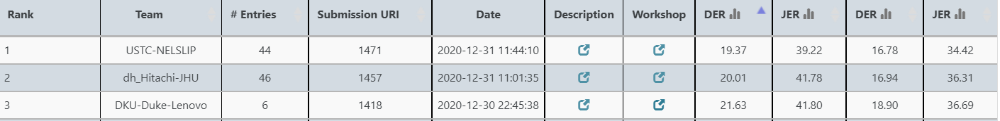 Rank Team # Entries Submission URI Date Description Workshop DER JER DER JER
1 USTC-NELSLIP 44 1471 2020-12-31 11:44:10 19.37 39.22 16.78 34.42
2 dh_Hitachi-JHU 46 1457 2020-12-31 11:01:35 20.01 41.78 16.94 36.31
3 DKU-Duke-Lenovo 6 1418 2020-12-30 22:45:38 21.63 41.80 18.90 36.69